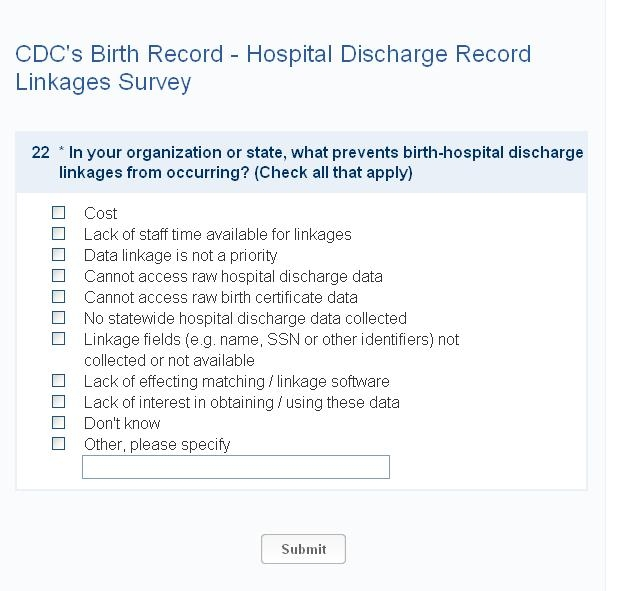 CDC's Birth Record - Hospital Discharge Record
Linkages Survey
22 * In your organization or state, what prevents birth-hospital discharge
linkages from occurring? (Check all that apply)
Cost
Lack of staff time available for linkages
Data linkage is not a priority
Cannot access raw hospital discharge data
Cannot access raw birth certificate data
No statewide hospital discharge data collected
Linkage fields (e.g. name, SSN or other identifiers) not
collected or not available
Lack of effecting matching / linkage software
Lack of interest in obtaining / using these data
Don't know
Other, please specify
Submit